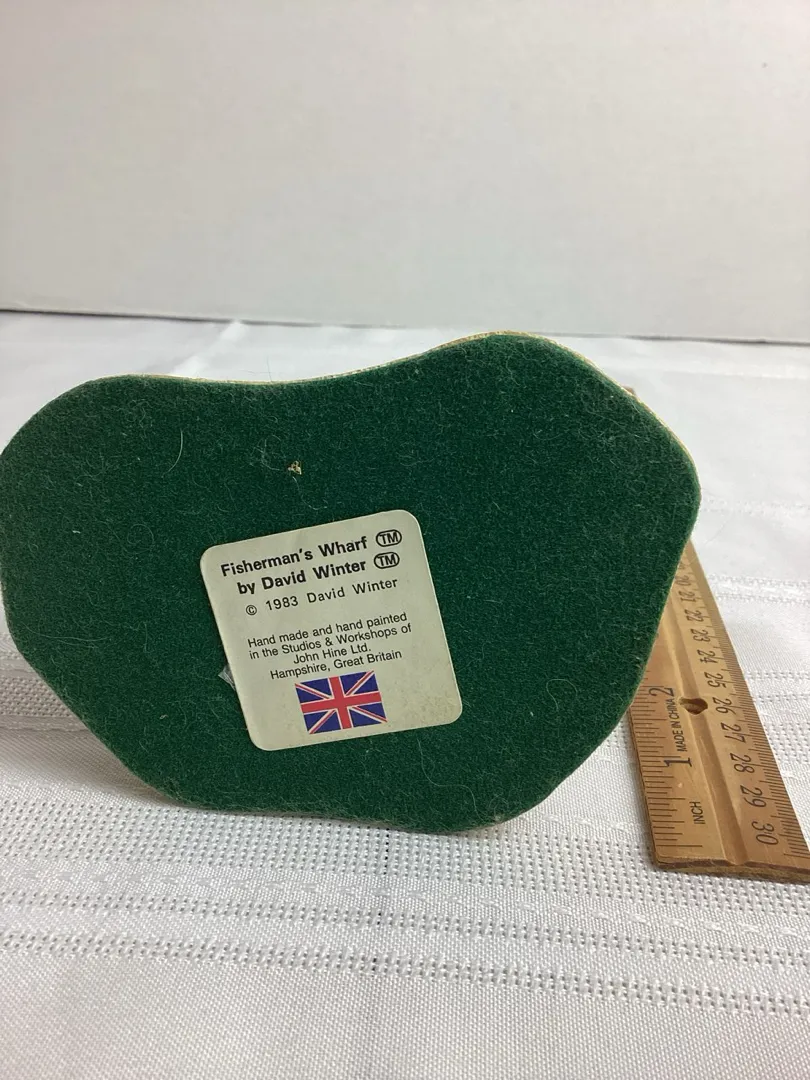 Fisherman's Wharf TM
by David Winter TM
© 1983 David Winter
Hand made and hand painted
in the Studios & Workshops of
John Hine Ltd.
Hampshire, Great Britain
21 22 23 24 25 26 27 28 29 30
1 MADE IN CHINA 2
INCH